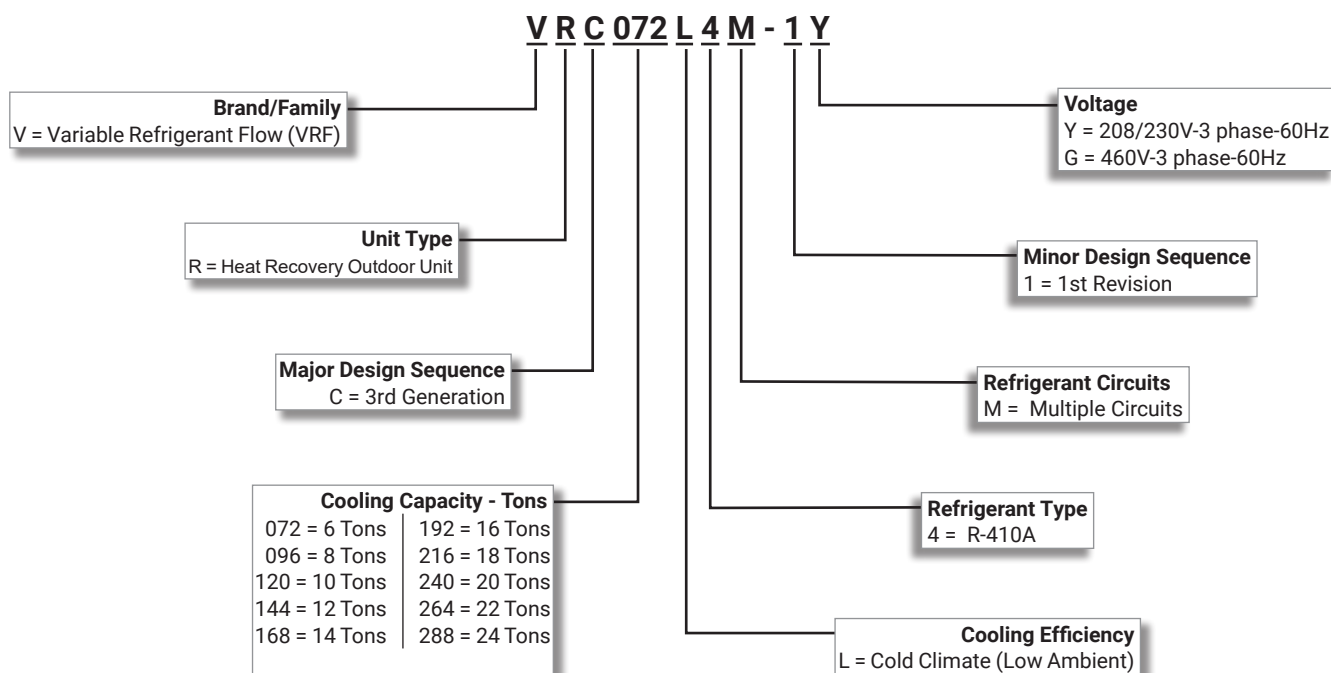 V R C 072 L 4 M - 1 Y
Brand/Family
V = Variable Refrigerant Flow (VRF)
Voltage
Y = 208/230V-3 phase-60Hz
G = 460V-3 phase-60Hz
Unit Type
R = Heat Recovery Outdoor Unit
Minor Design Sequence
1 = 1st Revision
Major Design Sequence
C = 3rd Generation
Refrigerant Circuits
M = Multiple Circuits
Cooling Capacity - Tons
072 = 6 Tons 192 = 16 Tons
096 = 8 Tons 216 = 18 Tons
120 = 10 Tons 240 = 20 Tons
144 = 12 Tons 264 = 22 Tons
168 = 14 Tons 288 = 24 Tons
Refrigerant Type
4 = R-410A
Cooling Efficiency
L = Cold Climate (Low Ambient)